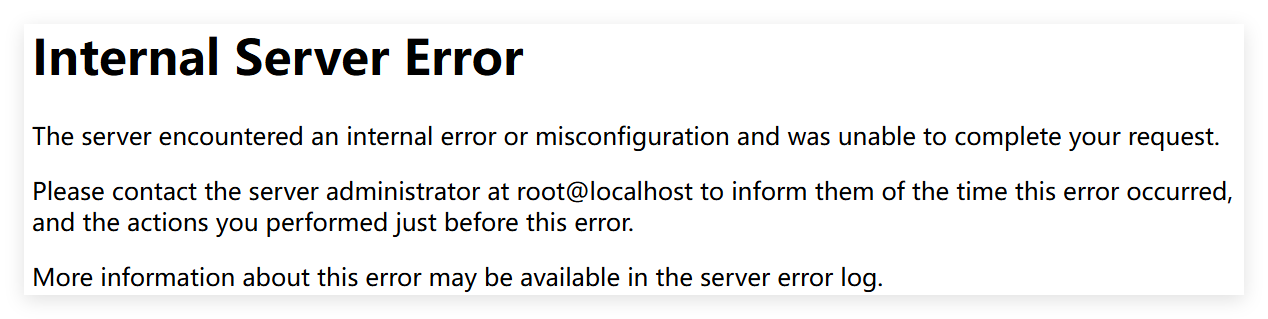 Internal Server Error
The server encountered an internal error or misconfiguration and was unable to complete your request.
Please contact the server administrator at root@localhost to inform them of the time this error occurred,
and the actions you performed just before this error.
More information about this error may be available in the server error log.